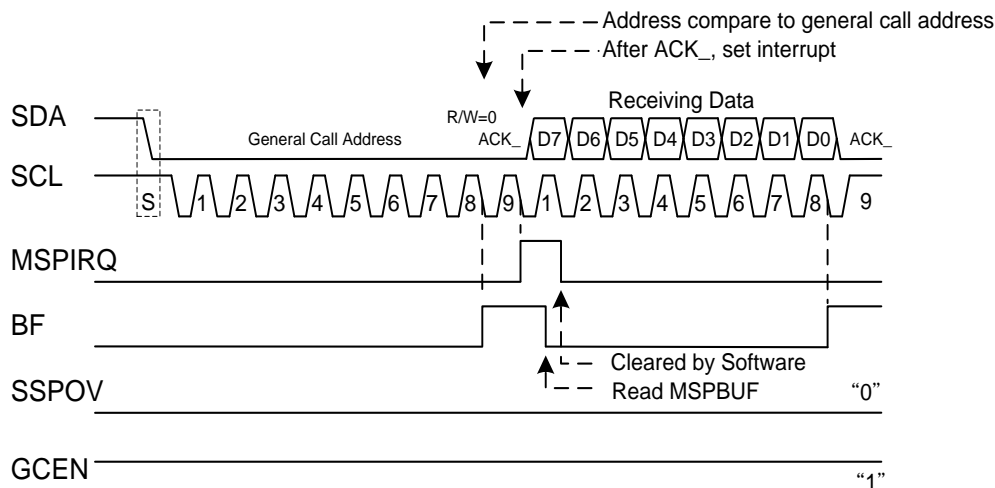 Address compare to general call address
After ACK_, set interrupt
SDA
R/W=0
Receiving Data
General Call Address
ACK_
D7 D6 D5 D4 D3 D2 D1 D0
ACK_
SCL
S 1 2 3 4 5 6 7 8 9 1 2 3 4 5 6 7 8 9
MSPIRQ
BF
Cleared by Software
Read MSPBUF
SSPOV
“0”
GCEN
“1”